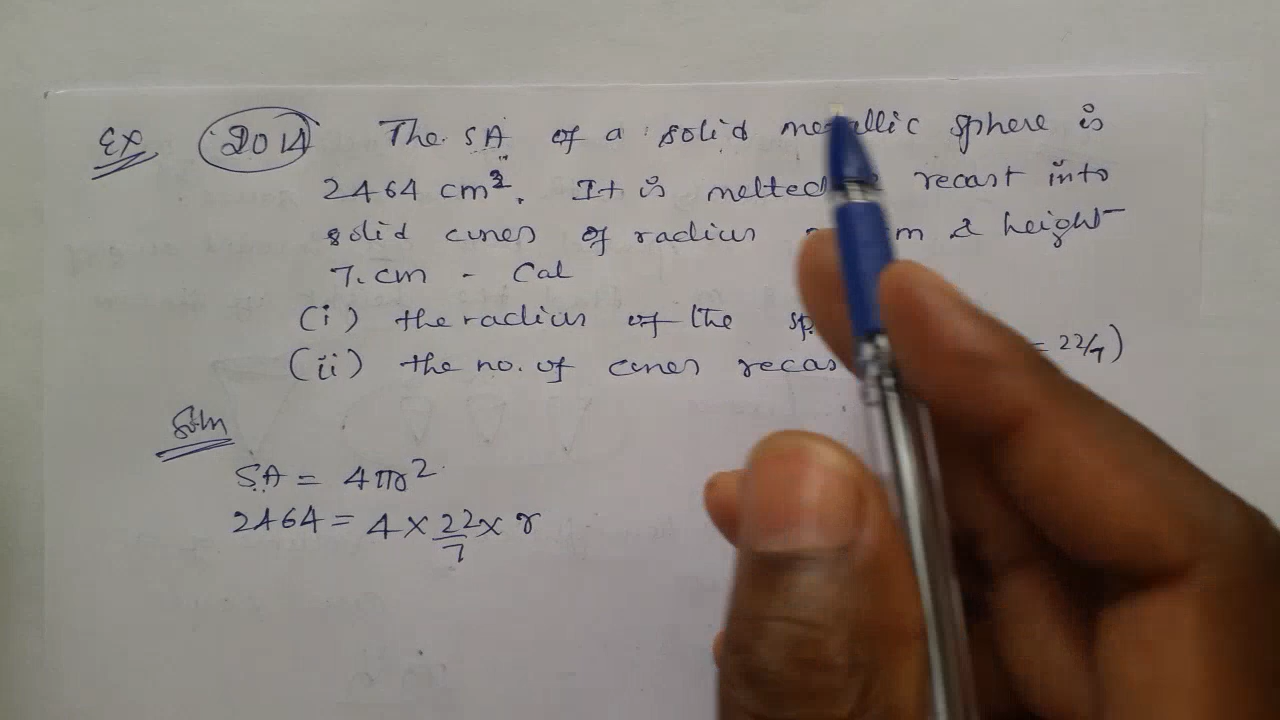 Ex 2014 The SA of a solid metallic sphere is
2464 cm². It is melted recast into
solid cones of radius m & height
7.cm - Cal
(i) the radius of the sp
(ii) the no. of cones recas = 22/7)
Soln
SA = 4πr²
2464 = 4 × 22/7 × r